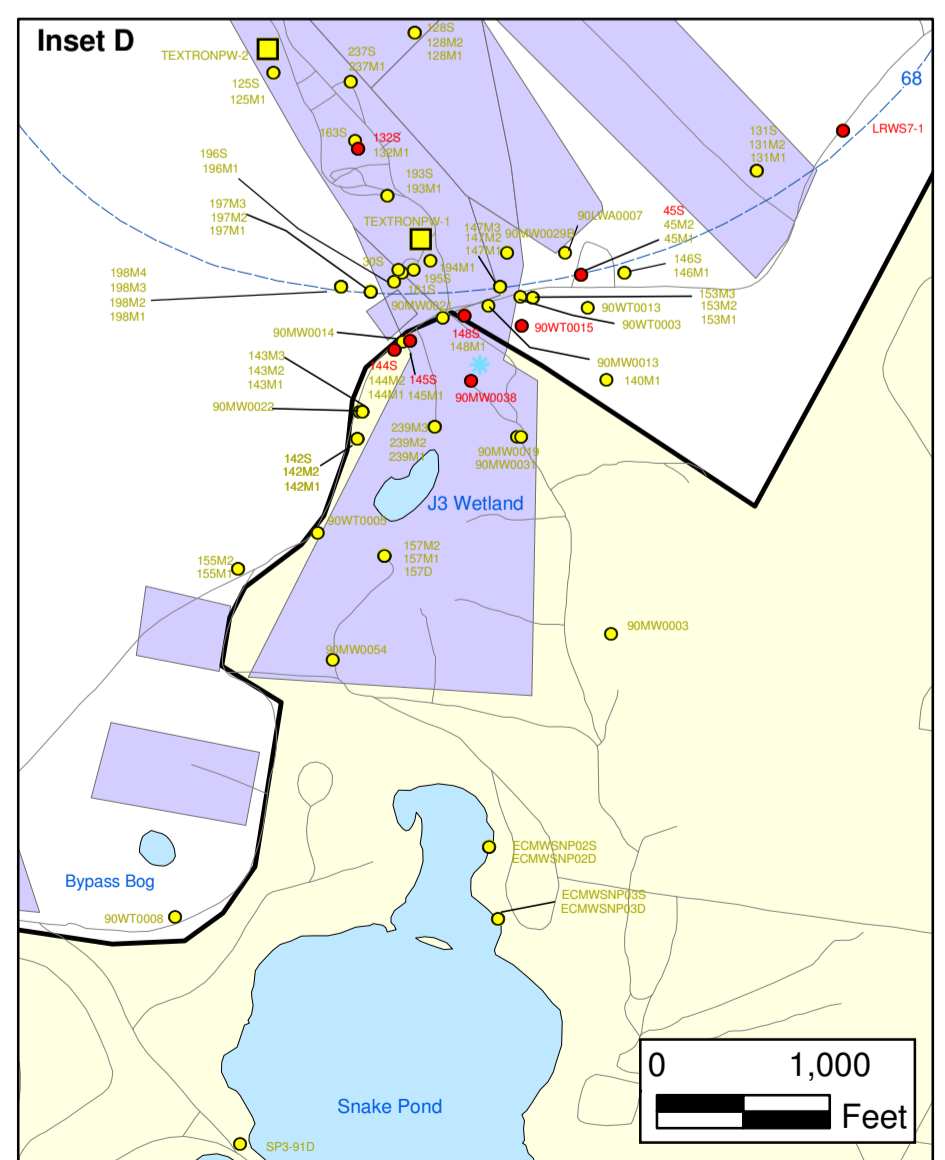 Inset D
TEXTRONPW-2
125S
125M1
237S
237M1
128S
128M2
128M1
68
LRWS7-1
131S
131M2
131M1
163S
132S
132M1
196S
196M1
193S
193M1
197M3
197M2
197M1
TEXTRONPW-1
147M3
147M2
147M1
90MW0029B
90LWA0007
45S
45M2
45M1
146S
146M1
198M4
198M3
198M2
198M1
30S
194M1
195S
181S
90MW0021
153M3
153M2
153M1
90WT0013
90WT0003
90WT0015
90MW0014
148S
148M1
90MW0013
140M1
143M3
143M2
143M1
144S
144M2
144M1
145S
145M1
90MW0038
90MW0022
239M3
239M2
239M1
90MW0019
90MW0031
142S
142M2
142M1
J3 Wetland
90WT0005
155M2
155M1
157M2
157M1
157D
90MW0003
90MW0054
ECMWSNP02S
ECMWSNP02D
Bypass Bog
ECMWSNP03S
ECMWSNP03D
90WT0008
Snake Pond
SP3-91D
0 1,000
Feet